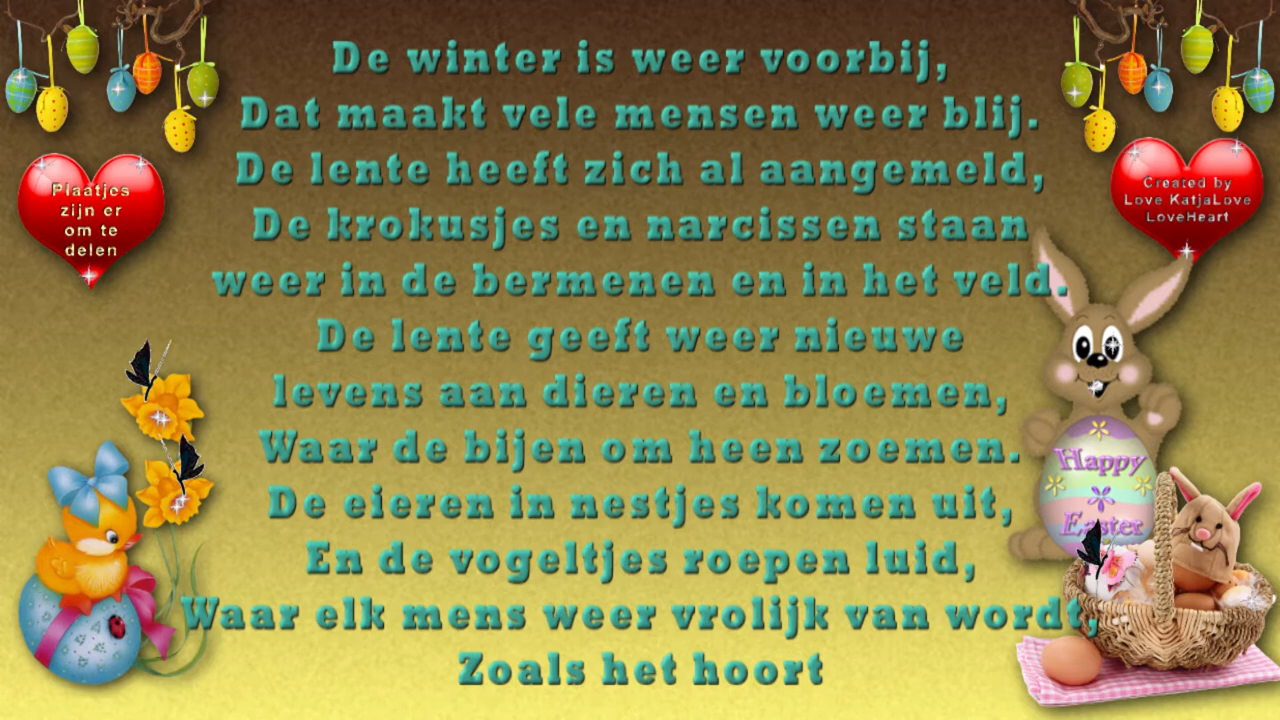 De winter is weer voorbij,
Dat maakt vele mensen weer blij.
De lente heeft zich al aangemeld,
De krokusjes en narcissen staan
weer in de bermenen en in het veld.
De lente geeft weer nieuwe
levens aan dieren en bloemen,
Waar de bijen om heen zoemen.
De eieren in nestjes komen uit,
En de vogeltjes roepen luid,
Waar elk mens weer vrolijk van wordt,
Zoals het hoort
Plaatjes
zijn er
om te
delen
Created by
Love KatjaLove
LoveHeart
Happy
Easter